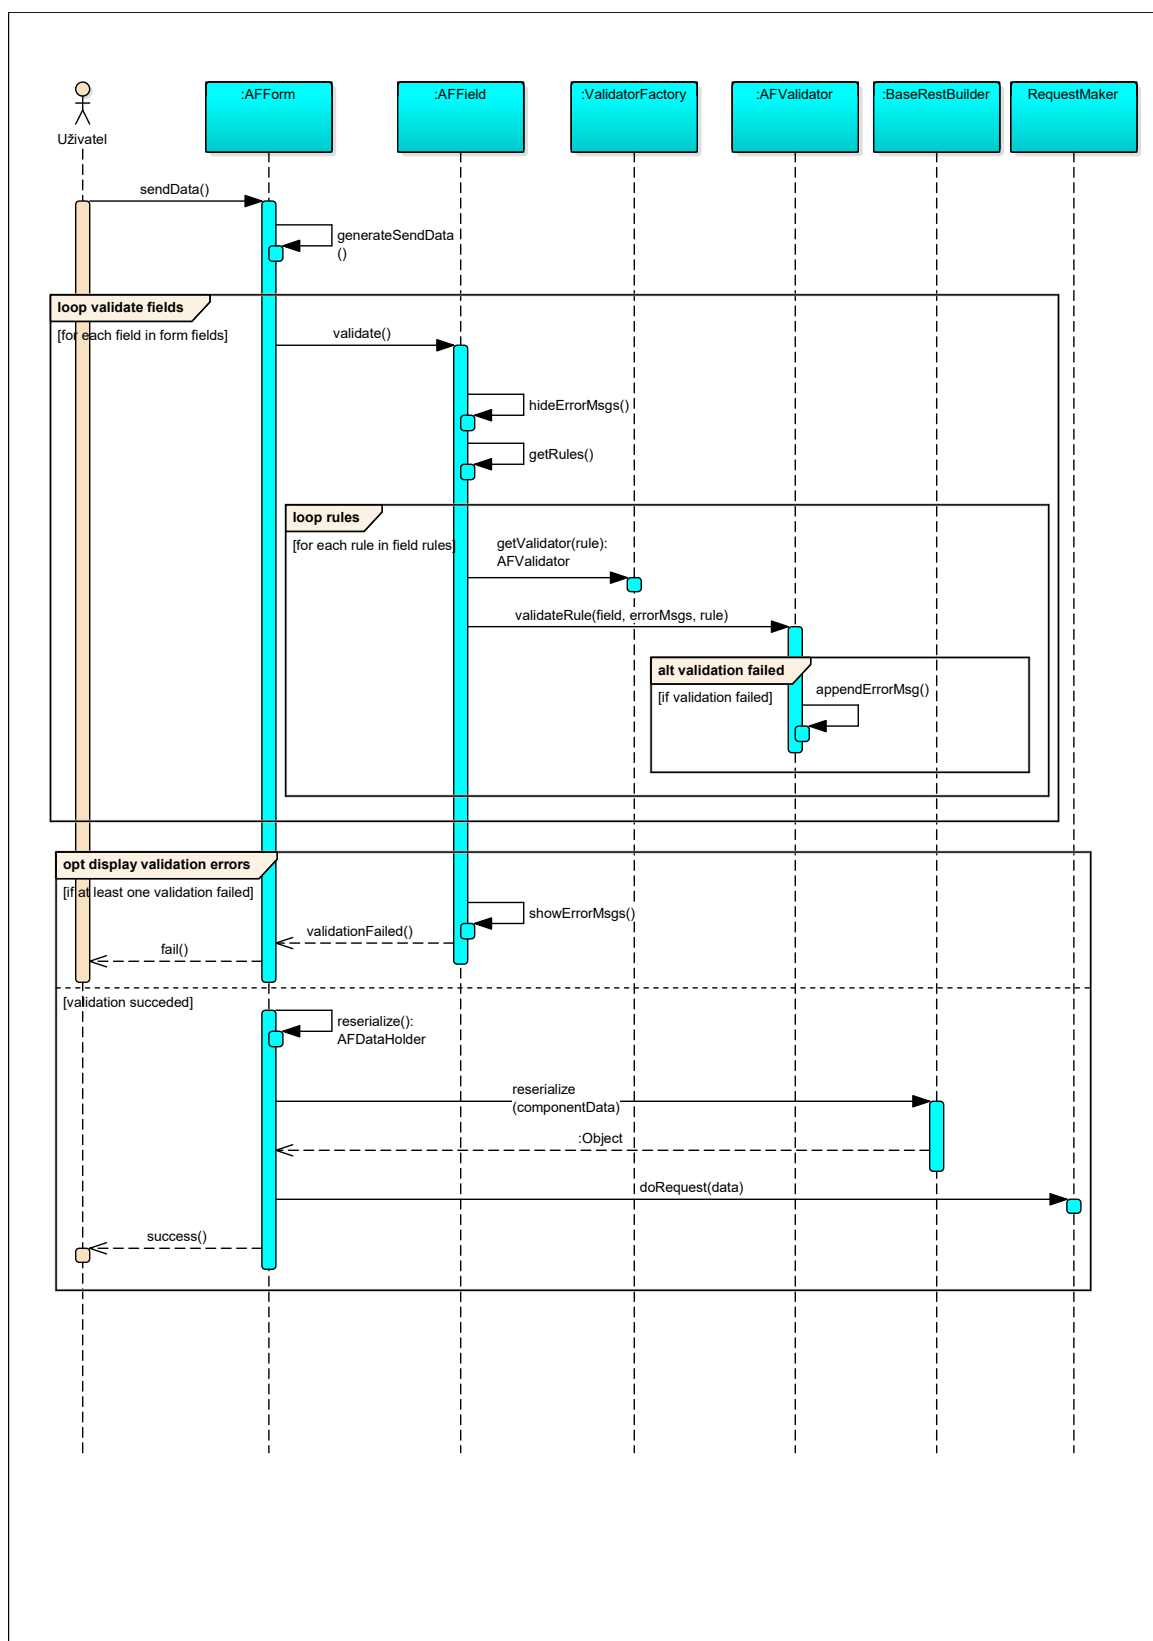 :AFForm
:AFField
:ValidatorFactory
:AFValidator
:BaseRestBuilder
RequestMaker
Uživatel
sendData()
generateSendData
()
loop validate fields
[for each field in form fields]
validate()
hideErrorMsgs()
getRules()
loop rules
[for each rule in field rules]
getValidator(rule):
AFValidator
validateRule(field, errorMsgs, rule)
alt validation failed
[if validation failed]
appendErrorMsg()
opt display validation errors
[if at least one validation failed]
showErrorMsgs()
validationFailed()
fail()
[validation succeded]
reserialize():
AFDataHolder
reserialize
(componentData)
:Object
doRequest(data)
success()